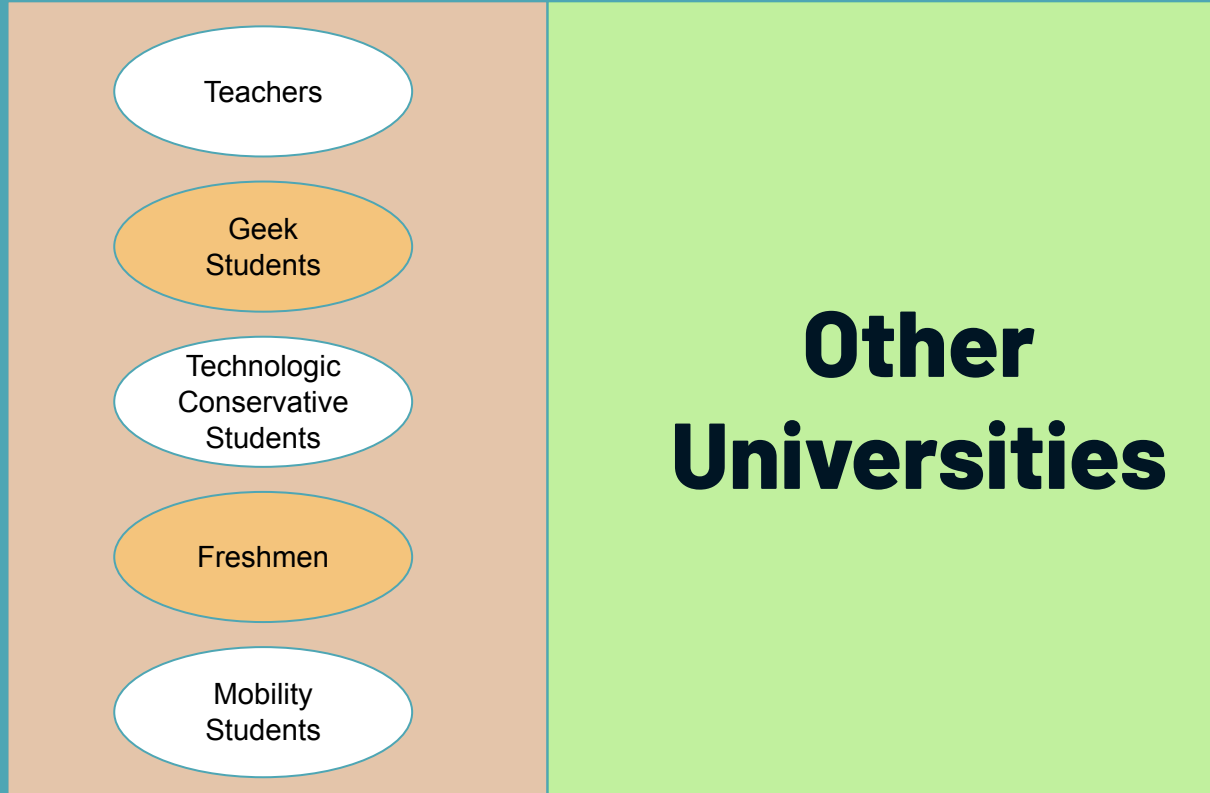 Teachers
Geek
Students
Technologic
Conservative
Students
Freshmen
Mobility
Students
Other
Universities